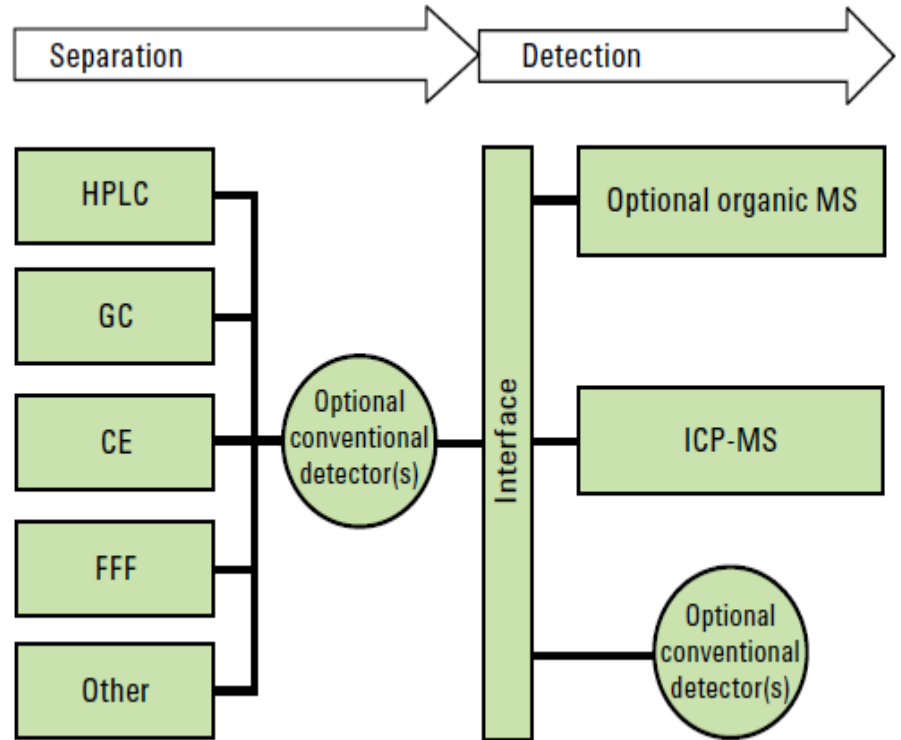 Separation
Detection
HPLC
GC
CE
FFF
Other
Optional
conventional
detector(s)
Interface
Optional organic MS
ICP-MS
Optional
conventional
detector(s)